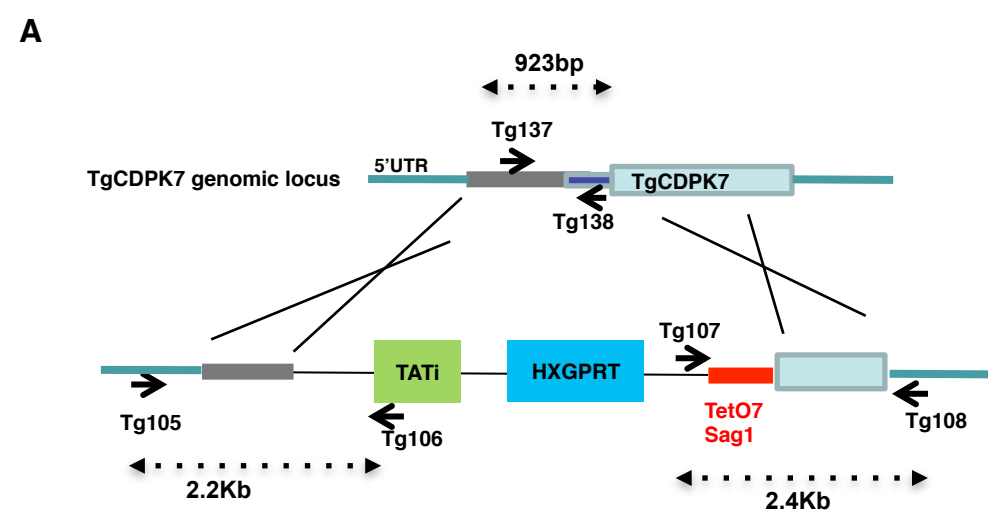 A
923bp
Tg137
5'UTR
TgCDPK7 genomic locus
TgCDPK7
Tg138
Tg107
TATi
HXGPRT
Tg105
Tg106
TetO7
Sag1
Tg108
2.2Kb
2.4Kb